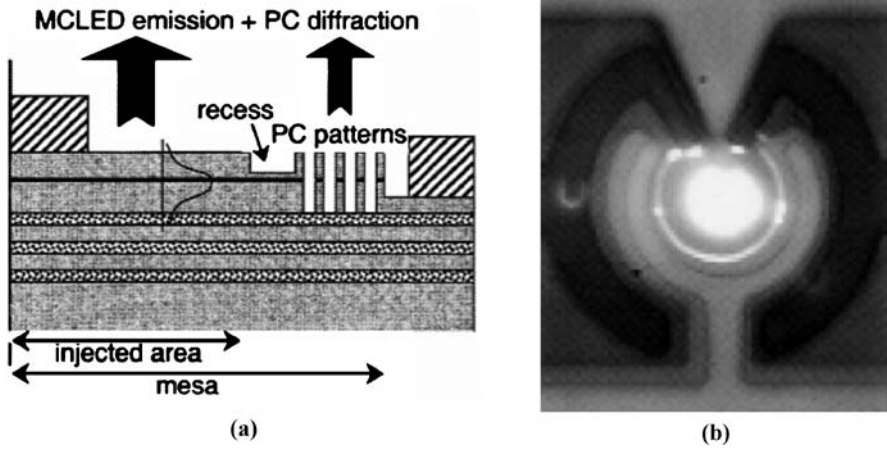 MCLED emission + PC diffraction
recess
PC patterns
injected area
mesa
(a)
(b)